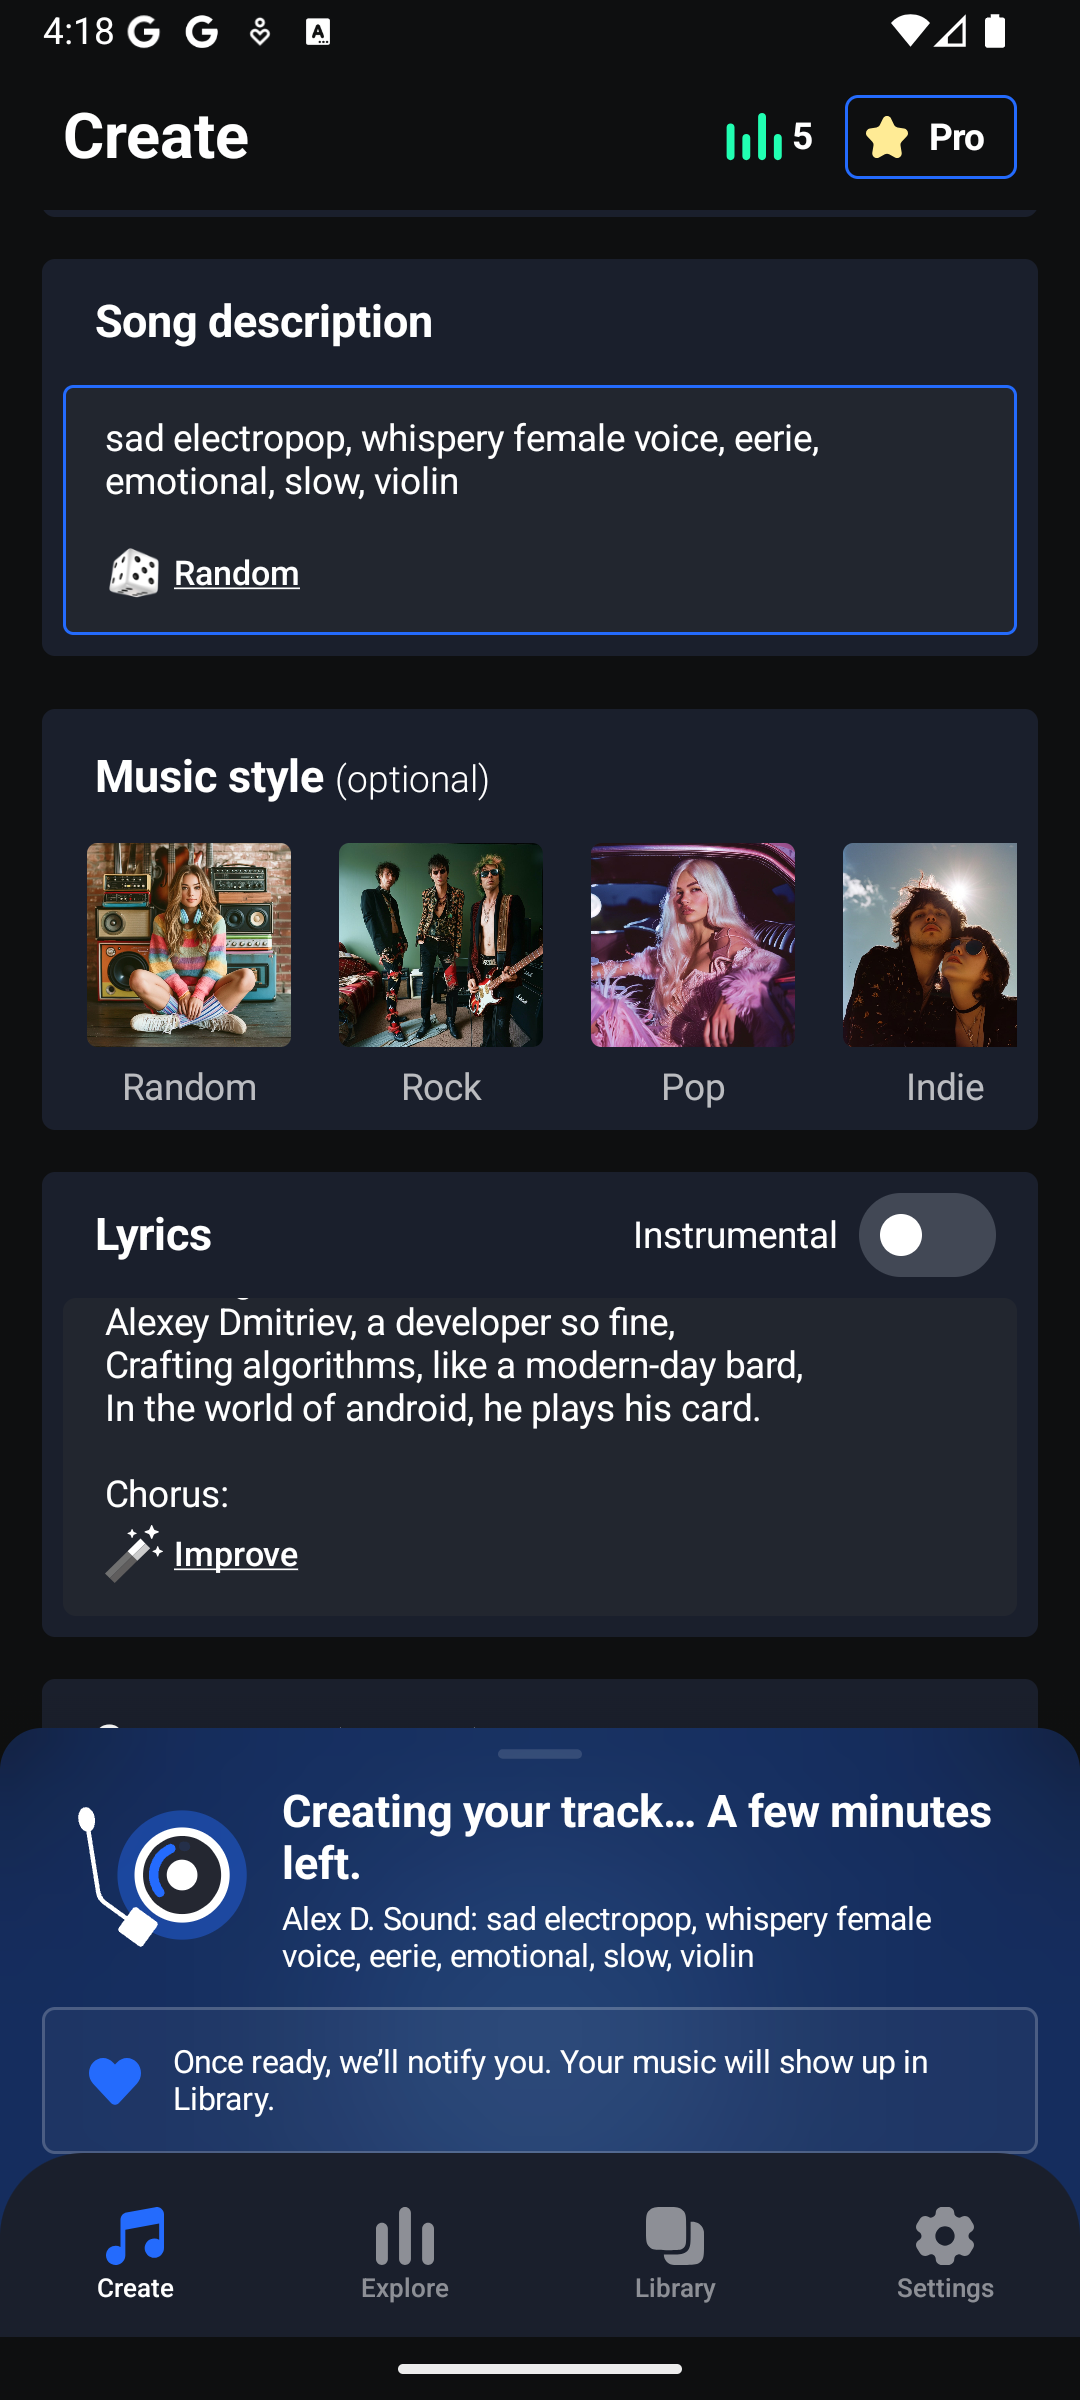 4:18
Create
5
Pro
Song description
sad electropop, whispery female voice, eerie,
emotional, slow, violin
Random
Music style (optional)
Random
Rock
Pop
Indie
Lyrics
Instrumental
Alexey Dmitriev, a developer so fine,
Crafting algorithms, like a modern-day bard,
In the world of android, he plays his card.
Chorus:
Improve
Creating your track... A few minutes
left.
Alex D. Sound: sad electropop, whispery female
voice, eerie, emotional, slow, violin
Once ready, we’ll notify you. Your music will show up in
Library.
Create
Explore
Library
Settings